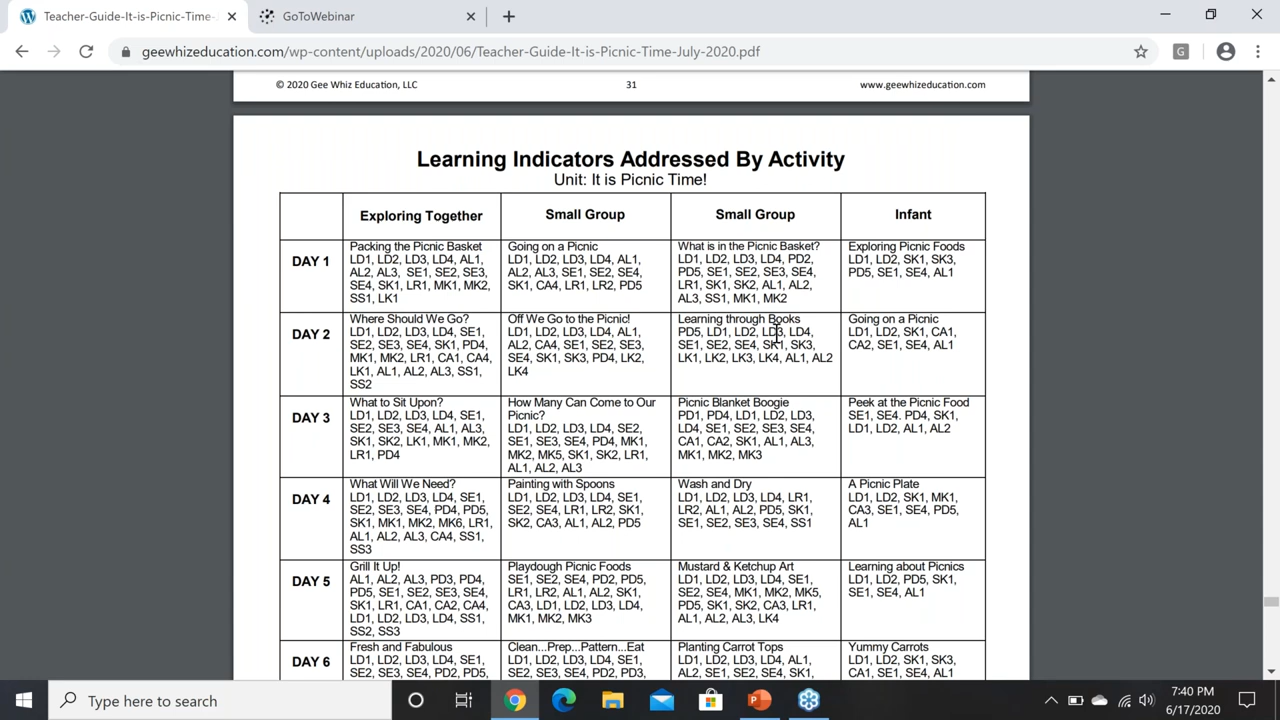 Teacher-Guide-It-is-Picnic-Time-
GoToWebinar
geewhizeducation.com/wp-content/uploads/2020/06/Teacher-Guide-It-is-Picnic-Time-July-2020.pdf
© 2020 Gee Whiz Education, LLC 31 www.geewhizeducation.com
Learning Indicators Addressed By Activity
Unit: It is Picnic Time!
Exploring Together
Small Group
Small Group
Infant
DAY 1
Packing the Picnic Basket
LD1, LD2, LD3, LD4, AL1,
AL2, AL3, SE1, SE2, SE3,
SE4, SK1, LR1, MK1, MK2,
SS1, LK1
Going on a Picnic
LD1, LD2, LD3, LD4, AL1,
AL2, AL3, SE1, SE2, SE4,
SK1, CA4, LR1, LR2, PD5
What is in the Picnic Basket?
LD1, LD2, LD3, LD4, PD2,
PD5, SE1, SE2, SE3, SE4,
LR1, SK1, SK2, AL1, AL2,
AL3, SS1, MK1, MK2
Exploring Picnic Foods
LD1, LD2, SK1, SK3,
PD5, SE1, SE4, AL1
DAY 2
Where Should We Go?
LD1, LD2, LD3, LD4, SE1,
SE2, SE3, SE4, SK1, PD4,
MK1, MK2, LR1, CA1, CA4,
LK1, AL1, AL2, AL3, SS1,
SS2
Off We Go to the Picnic!
LD1, LD2, LD3, LD4, AL1,
AL2, CA4, SE1, SE2, SE3,
SE4, SK1, SK3, PD4, LK2,
LK4
Learning through Books
PD5, LD1, LD2, LD3, LD4,
SE1, SE2, SE4, SK1, SK3,
LK1, LK2, LK3, LK4, AL1, AL2
Going on a Picnic
LD1, LD2, SK1, CA1,
CA2, SE1, SE4, AL1
DAY 3
What to Sit Upon?
LD1, LD2, LD3, LD4, SE1,
SE2, SE3, SE4, AL1, AL3,
SK1, SK2, LK1, MK1, MK2,
LR1, PD4
How Many Can Come to Our
Picnic?
LD1, LD2, LD3, LD4, SE2,
SE1, SE3, SE4, PD4, MK1,
MK2, MK5, SK1, SK2, LR1,
AL1, AL2, AL3
Picnic Blanket Boogie
PD1, PD4, LD1, LD2, LD3,
LD4, SE1, SE2, SE3, SE4,
CA1, CA2, SK1, AL1, AL3,
MK1, MK2, MK3
Peek at the Picnic Food
SE1, SE4. PD4, SK1,
LD1, LD2, AL1, AL2
DAY 4
What Will We Need?
LD1, LD2, LD3, LD4, SE1,
SE2, SE3, SE4, PD4, PD5,
SK1, MK1, MK2, MK6, LR1,
AL1, AL2, AL3, CA4, SS1,
SS3
Painting with Spoons
LD1, LD2, LD3, LD4, SE1,
SE2, SE4, LR1, LR2, SK1,
SK2, CA3, AL1, AL2, PD5
Wash and Dry
LD1, LD2, LD3, LD4, LR1,
LR2, AL1, AL2, PD5, SK1,
SE1, SE2, SE3, SE4, SS1
A Picnic Plate
LD1, LD2, SK1, MK1,
CA3, SE1, SE4, PD5,
AL1
DAY 5
Grill It Up!
AL1, AL2, AL3, PD3, PD4,
PD5, SE1, SE2, SE3, SE4,
SK1, LR1, CA1, CA2, CA4,
LD1, LD2, LD3, LD4, SS1,
SS2, SS3
Playdough Picnic Foods
SE1, SE2, SE4, PD2, PD5,
LR1, LR2, AL1, AL2, SK1,
CA3, LD1, LD2, LD3, LD4,
MK1, MK2, MK3
Mustard & Ketchup Art
LD1, LD2, LD3, LD4, SE1,
SE2, SE4, MK1, MK2, MK5,
PD5, SK1, SK2, CA3, LR1,
AL1, AL2, AL3, LK4
Learning about Picnics
LD1, LD2, PD5, SK1,
SE1, SE4, AL1
DAY 6
Fresh and Fabulous
LD1, LD2, LD3, LD4, SE1,
SE2, SE3, SE4, PD2, PD5,
Clean...Prep...Pattern...Eat
LD1, LD2, LD3, LD4, SE1,
SE2, SE3, SE4, PD2, PD3,
Planting Carrot Tops
LD1, LD2, LD3, LD4, AL1,
AL2, SE1, SE2, SE4, SK1,
Yummy Carrots
LD1, LD2, SK1, SK3,
CA1, SE1, SE4, AL1
Type here to search
7:40 PM
6/17/2020